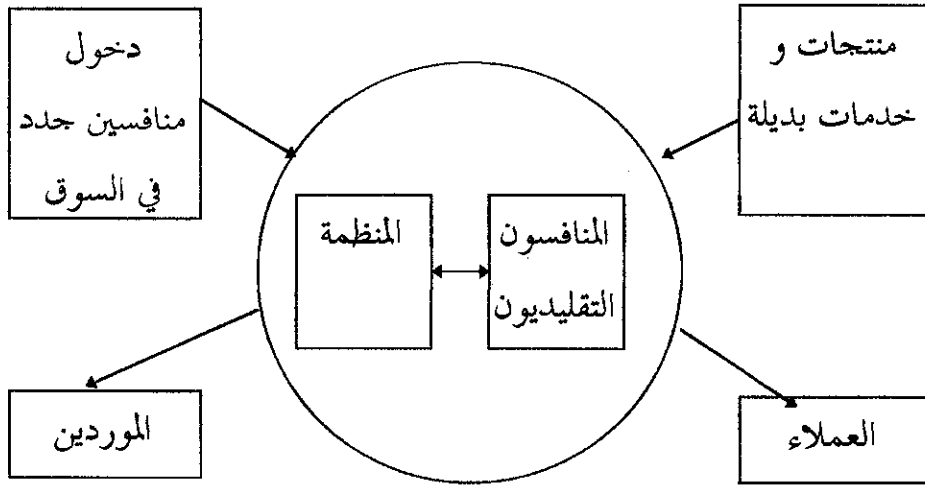 منتجات و
خدمات بديلة
دخول
منافسين جدد
في السوق
المنافسون
التقليديون
المنظمة
العملاء
الموردين